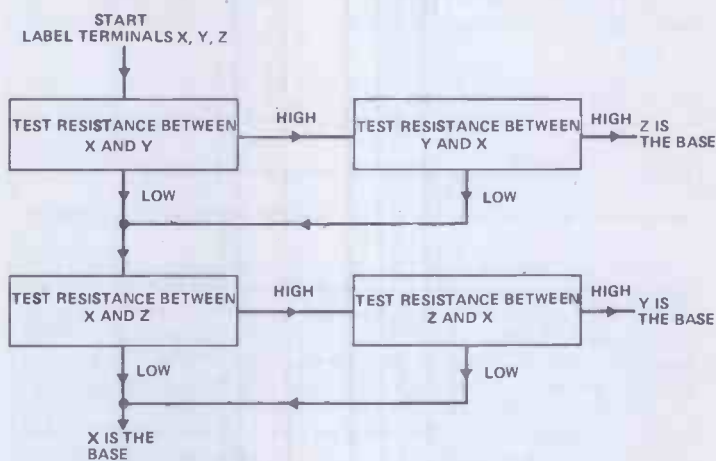 START
LABEL TERMINALS X, Y, Z
TEST RESISTANCE BETWEEN
X AND Y
HIGH
TEST RESISTANCE BETWEEN
Y AND X
HIGH
Z IS
THE BASE
LOW
LOW
TEST RESISTANCE BETWEEN
X AND Z
HIGH
TEST RESISTANCE BETWEEN
Z AND X
HIGH
Y IS
THE BASE
LOW
LOW
X IS THE
BASE